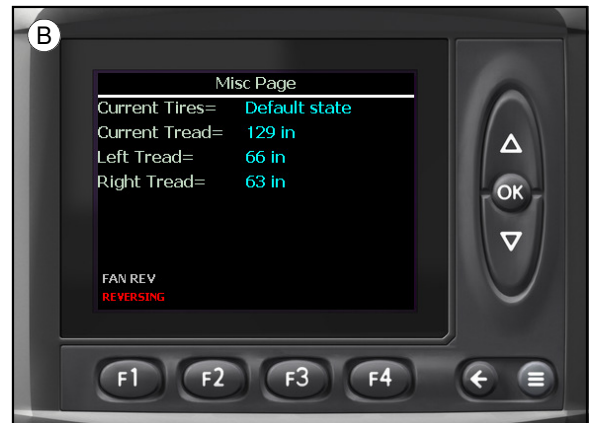 B
Misc Page
Current Tires= Default state
Current Tread= 129 in
Left Tread= 66 in
Right Tread= 63 in
OK
FAN REV
REVERSING
F1 F2 F3 F4